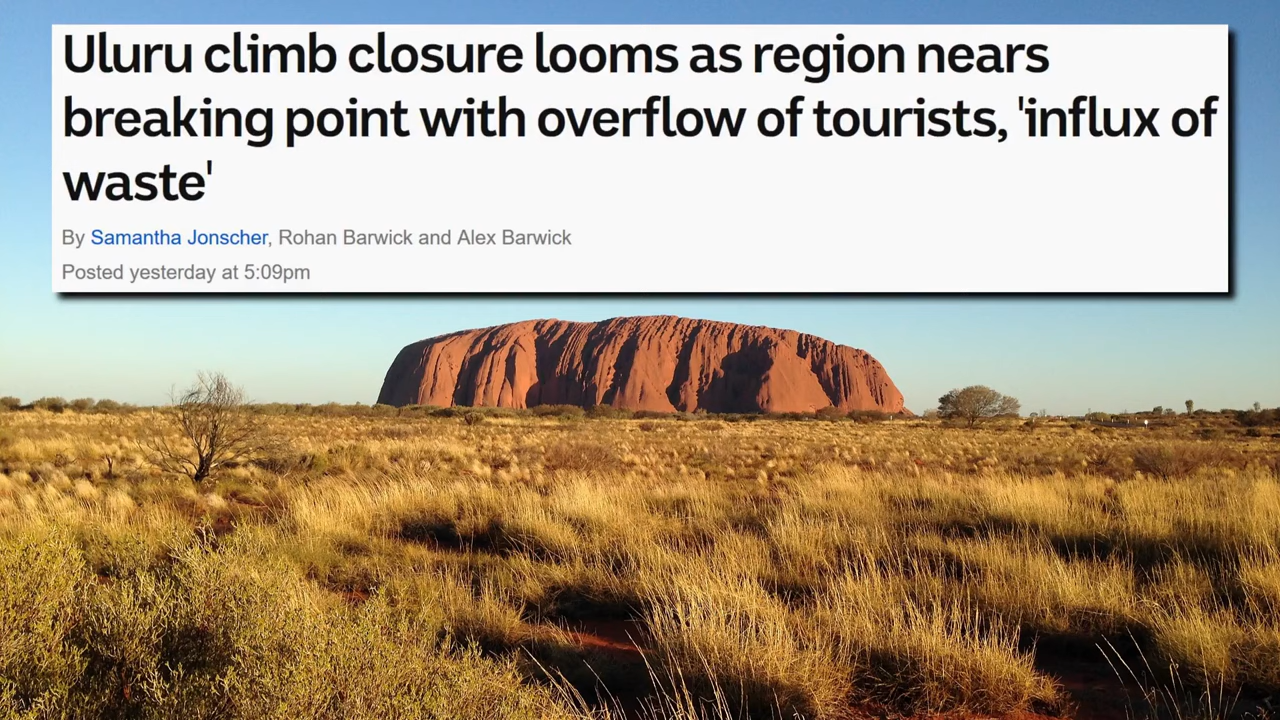 Uluru climb closure looms as region nears
breaking point with overflow of tourists, 'influx of
waste'
By Samantha Jonscher, Rohan Barwick and Alex Barwick
Posted yesterday at 5:09pm